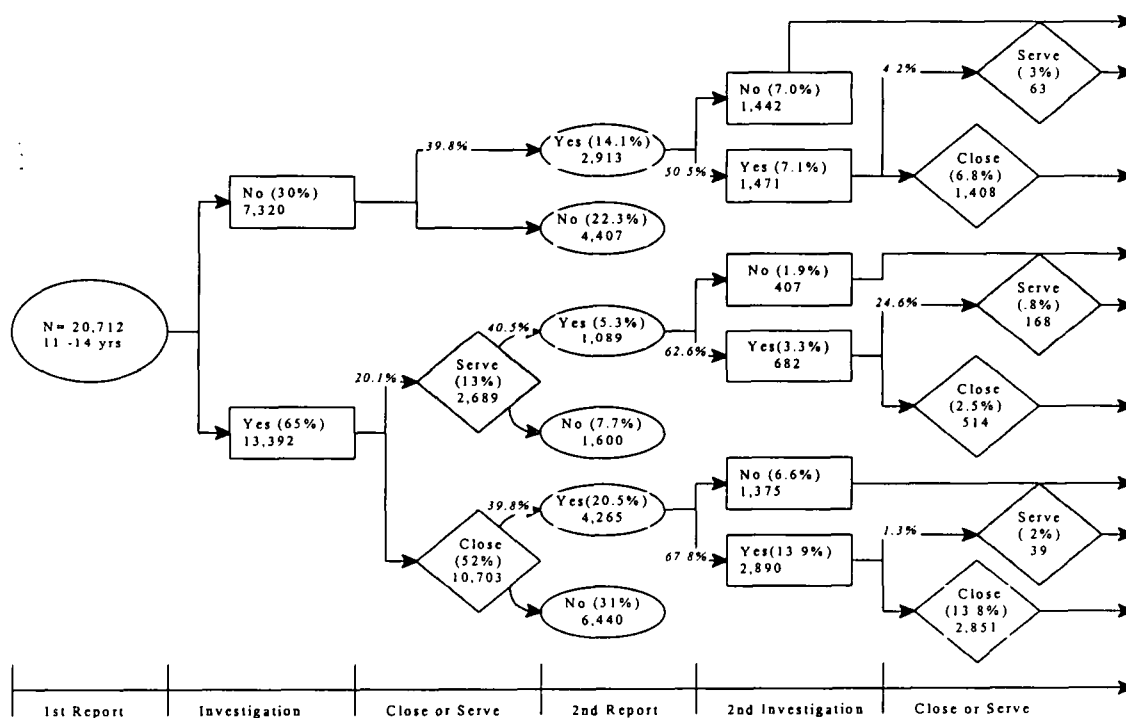 N= 20,712
11 -14 yrs
No (30%)
7,320
Yes (65%)
13,392
39.8%
20.1%
Serve
(13%)
2,689
Close
(52%)
10,703
40.5%
39.8%
Yes (14.1%)
2,913
No (22.3%)
4,407
Yes (5.3%)
1,089
No (7.7%)
1,600
Yes(20.5%)
4,265
No (31%)
6,440
50.5%
62.6%
67.8%
No (7.0%)
1,442
Yes (7.1%)
1,471
No (1.9%)
407
Yes(3.3%)
682
No (6.6%)
1,375
Yes(13 9%)
2,890
4.2%
24.6%
1.3%
Serve
( 3%)
63
Close
(6.8%)
1,408
Serve
(.8%)
168
Close
(2.5%)
514
Serve
( 2%)
39
Close
(13 8%)
2,851
1st Report
Investigation
Close or Serve
2nd Report
2nd Investigation
Close or Serve